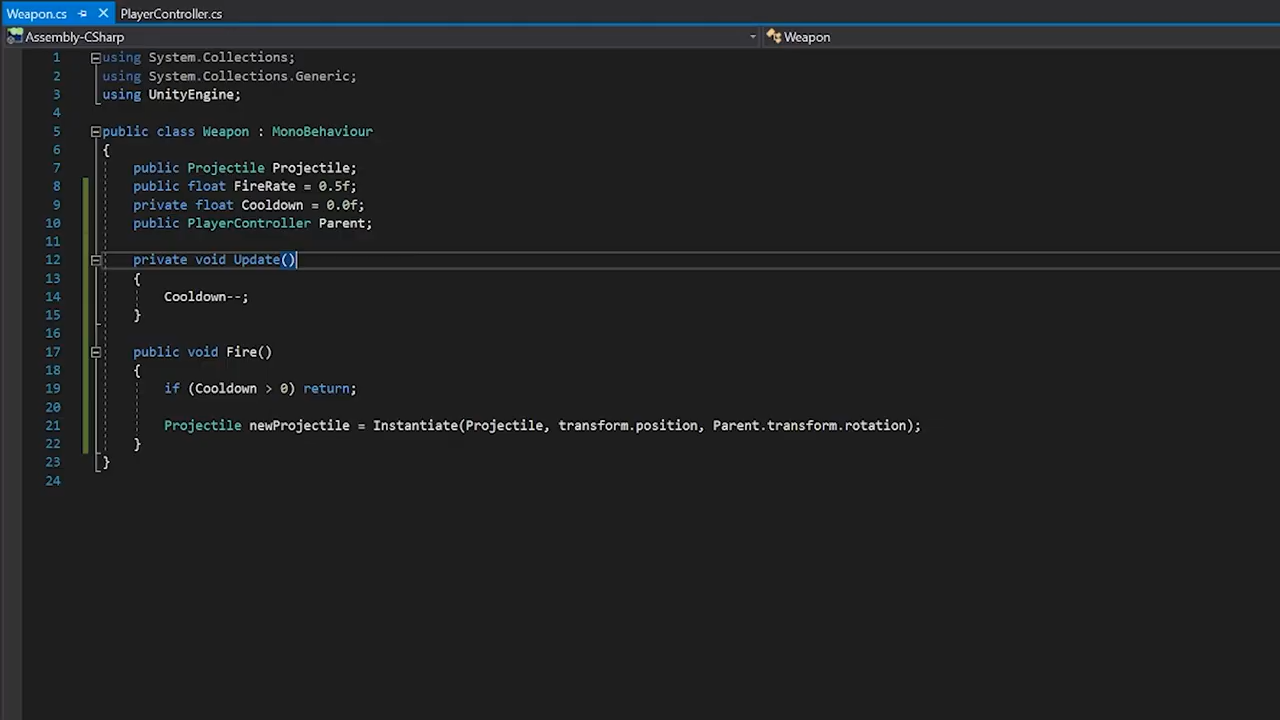 Weapon.cs PlayerController.cs
Assembly-CSharp Weapon
1 using System.Collections;
2 using System.Collections.Generic;
3 using UnityEngine;
4
5 public class Weapon : MonoBehaviour
6 {
7 public Projectile Projectile;
8 public float FireRate = 0.5f;
9 private float Cooldown = 0.0f;
10 public PlayerController Parent;
11
12 private void Update()
13 {
14 Cooldown--;
15 }
16
17 public void Fire()
18 {
19 if (Cooldown > 0) return;
20
21 Projectile newProjectile = Instantiate(Projectile, transform.position, Parent.transform.rotation);
22 }
23 }
24